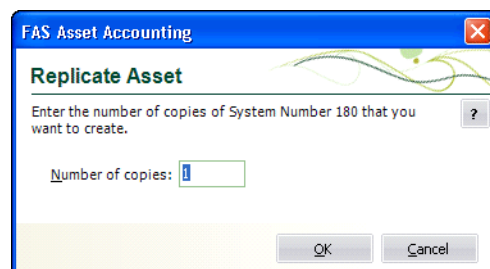 FAS Asset Accounting
Replicate Asset
Enter the number of copies of System Number 180 that you
want to create.
?
Number of copies: 1
OK Cancel